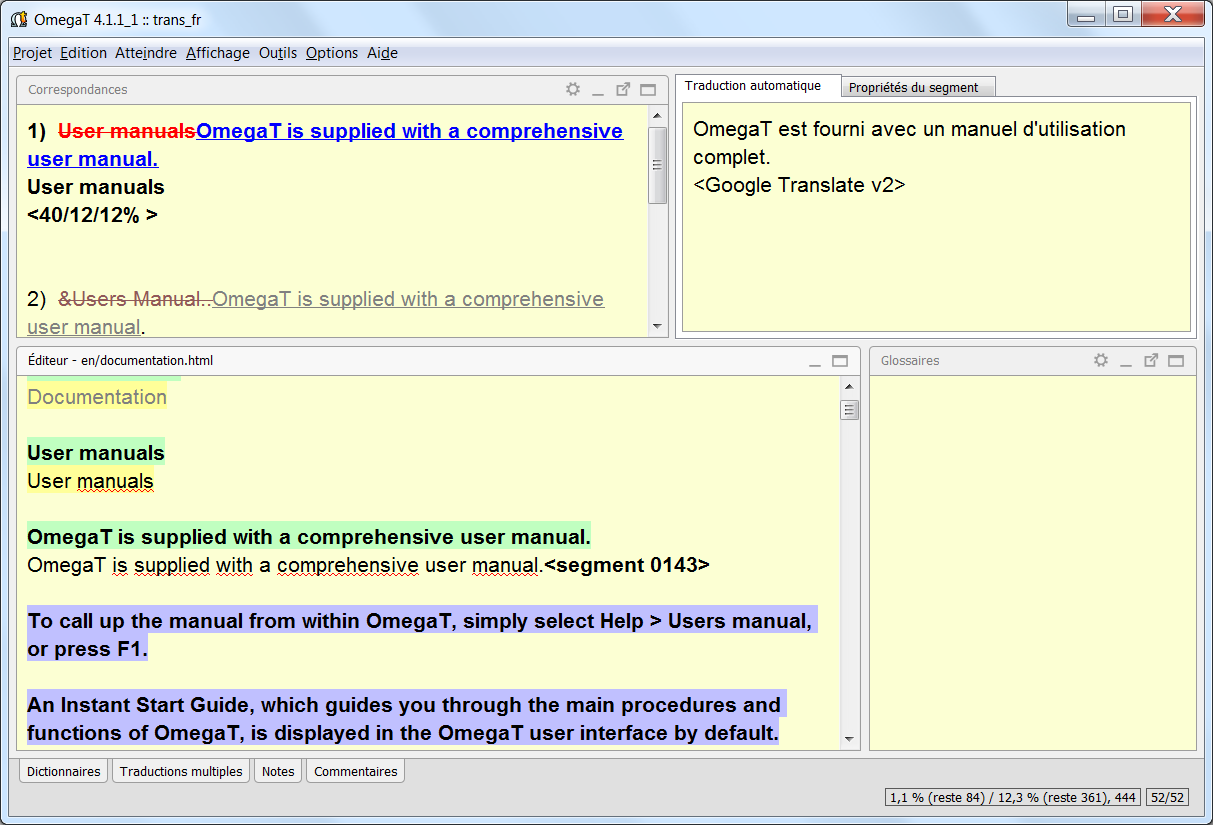 OmegaT 4.1.1_1 :: trans_fr
Projet Edition Atteindre Affichage Outils Options Aide
Correspondances
1) User manualsOmegaT is supplied with a comprehensive
user manual.
User manuals
<40/12/12% >
2) &Users Manual..OmegaT is supplied with a comprehensive
user manual.
Traduction automatique
Propriétés du segment
OmegaT est fourni avec un manuel d'utilisation
complet.
<Google Translate v2>
Éditeur - en/documentation.html
Documentation
User manuals
User manuals
OmegaT is supplied with a comprehensive user manual.
OmegaT is supplied with a comprehensive user manual.<segment 0143>
To call up the manual from within OmegaT, simply select Help > Users manual,
or press F1.
An Instant Start Guide, which guides you through the main procedures and
functions of OmegaT, is displayed in the OmegaT user interface by default.
Glossaires
Dictionnaires
Traductions multiples
Notes
Commentaires
1,1 % (reste 84) / 12,3 % (reste 361), 444
52/52